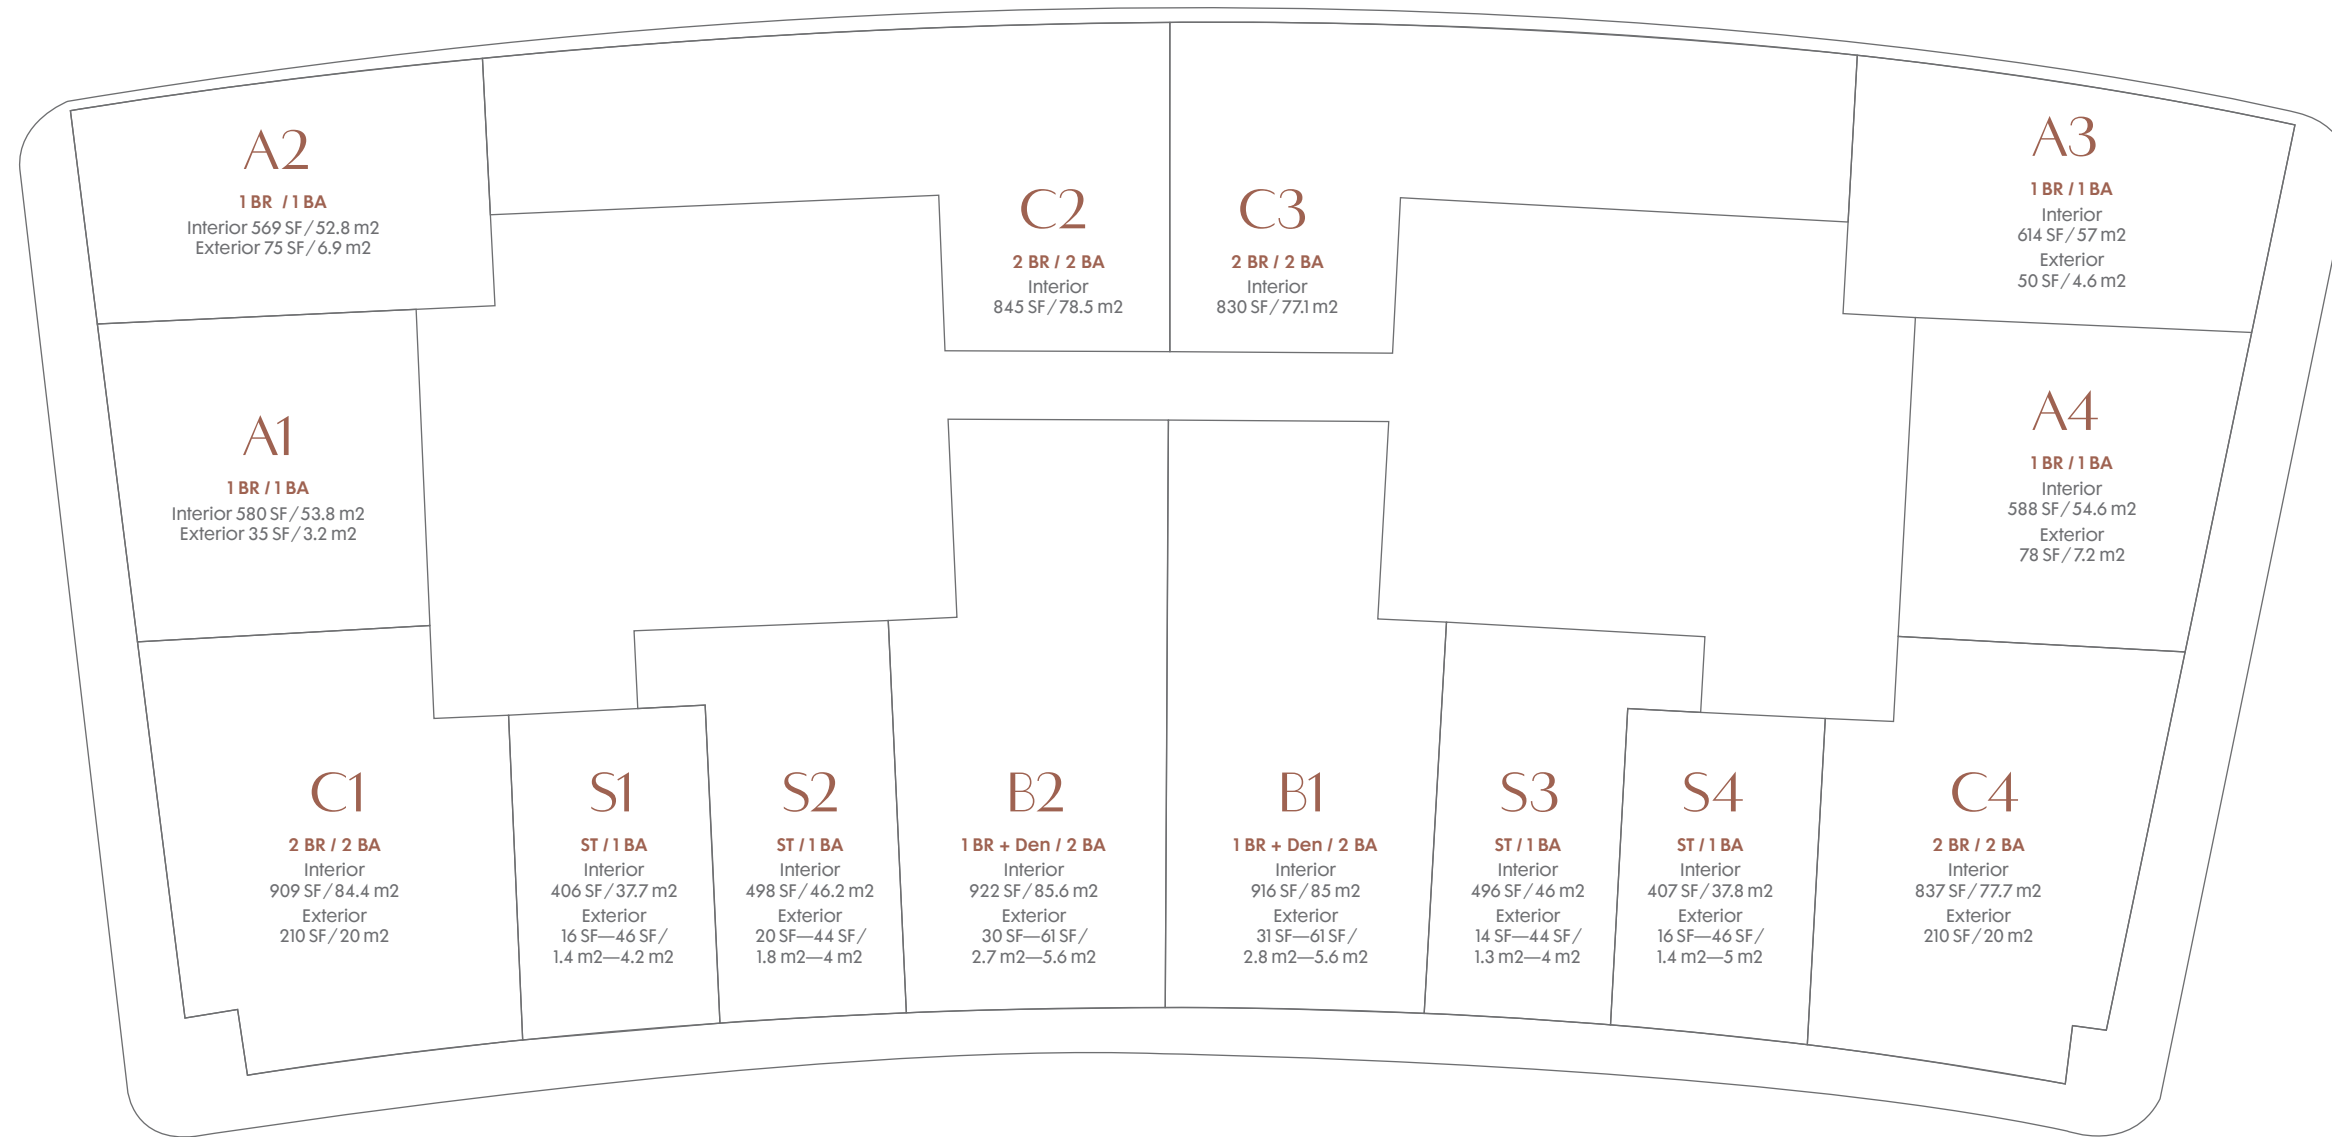 A2
1 BR / 1 BA
Interior 569 SF/52.8 m2
Exterior 75 SF/6.9 m2
C2
2 BR / 2 BA
Interior
845 SF/78.5 m2
C3
2 BR / 2 BA
Interior
830 SF/77.1 m2
A3
1 BR / 1 BA
Interior
614 SF/57 m2
Exterior
50 SF/4.6 m2
A1
1 BR / 1 BA
Interior 580 SF/53.8 m2
Exterior 35 SF/3.2 m2
A4
1 BR / 1 BA
Interior
588 SF/54.6 m2
Exterior
78 SF/7.2 m2
C1
2 BR / 2 BA
Interior
909 SF/84.4 m2
Exterior
210 SF/20 m2
S1
ST / 1 BA
Interior
406 SF/37.7 m2
Exterior
16 SF—46 SF/
1.4 m2—4.2 m2
S2
ST / 1 BA
Interior
498 SF/46.2 m2
Exterior
20 SF—44 SF/
1.8 m2—4 m2
B2
1 BR + Den / 2 BA
Interior
922 SF/85.6 m2
Exterior
30 SF—61 SF/
2.7 m2—5.6 m2
B1
1 BR + Den / 2 BA
Interior
916 SF/85 m2
Exterior
31 SF—61 SF/
2.8 m2—5.6 m2
S3
ST / 1 BA
Interior
496 SF/46 m2
Exterior
14 SF—44 SF/
1.3 m2—4 m2
S4
ST / 1 BA
Interior
407 SF/37.8 m2
Exterior
16 SF—46 SF/
1.4 m2—5 m2
C4
2 BR / 2 BA
Interior
837 SF/77.7 m2
Exterior
210 SF/20 m2